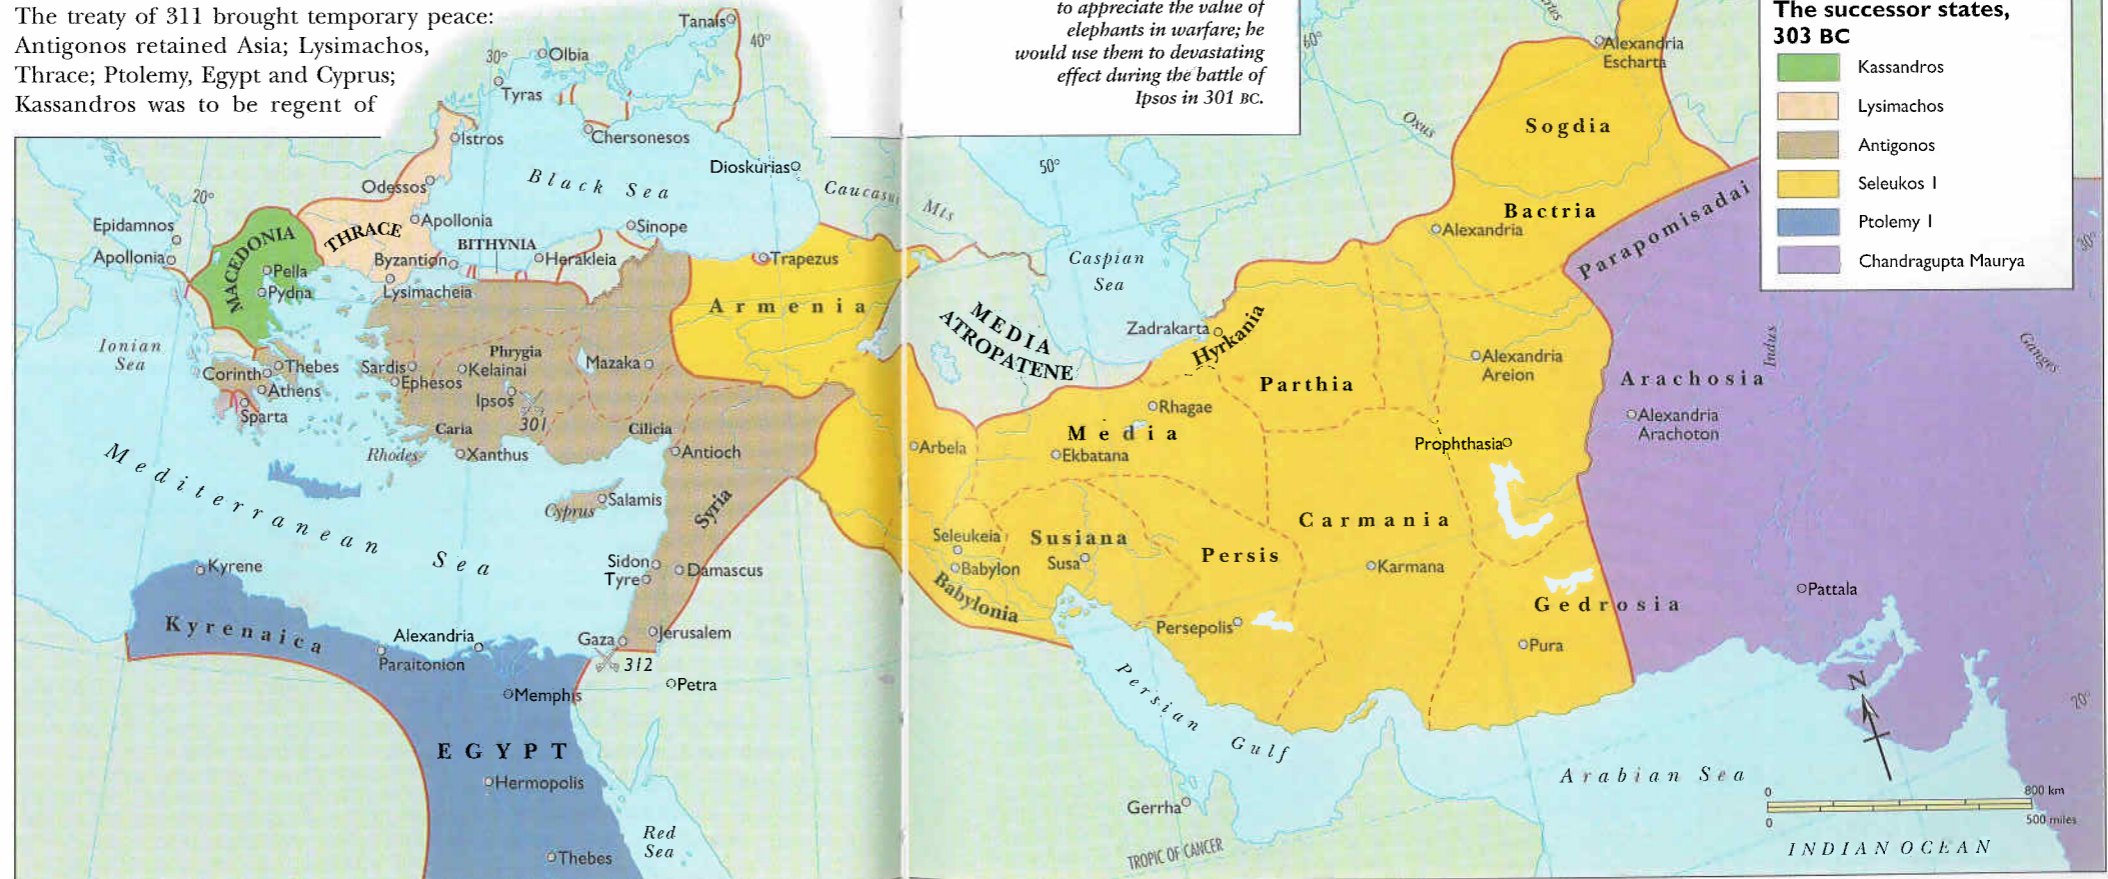 The treaty of 311 brought temporary peace:
Antigonos retained Asia; Lysimachos,
Thrace; Ptolemy, Egypt and Cyprus;
Kassandros was to be regent of
to appreciate the value of
elephants in warfare; he
would use them to devastating
effect during the battle of
Ipsos in 301 BC.
The successor states,
303 BC
Kassandros
Lysimachos
Antigonos
Seleukos I
Ptolemy I
Chandragupta Maurya
Tanais
40°
30°
Olbia
Tyras
Istros
Chersonesos
Dioskurias
Black Sea
Caucasus
Mts
20°
Odessos
Epidamnos
Apollonia
Apollonia
Sinope
MACEDONIA
THRACE
BITHYNIA
Byzantion
Herakleia
Trapezus
Pella
Pydna
Lysimacheia
Armenia
Ionian
Sea
Corinth
Thebes
Athens
Sparta
Sardis
Ephesos
Phrygia
Kelainai
Ipsos
301
Mazaka
Caria
Cilicia
Rhodes
Xanthus
Antioch
Mediterranean Sea
Cyprus
Salamis
Syria
Sidon
Tyre
Damascus
Kyrene
Kyrenaica
Alexandria
Paraitonion
Gaza
Jerusalem
312
Petra
Memphis
EGYPT
Hermopolis
Thebes
Red
Sea
50°
60°
Oxus
Alexandria
Escharta
Sogdia
Bactria
Alexandria
Parapomisadai
Caspian
Sea
MEDIA
ATROPATENE
Zadrakarta
Hyrkania
Parthia
Alexandria
Areion
Arachosia
Alexandria
Arachoton
Indus
Ganges
30°
Rhagae
Media
Ekbatana
Arbela
Prophthasia
Seleukeia
Babylon
Babylonia
Susiana
Susa
Persis
Persepolis
Carmania
Karmana
Gedrosia
Pura
Pattala
Persian Gulf
Gerrha
TROPIC OF CANCER
Arabian Sea
N
20°
0
800 km
0
500 miles
INDIAN OCEAN